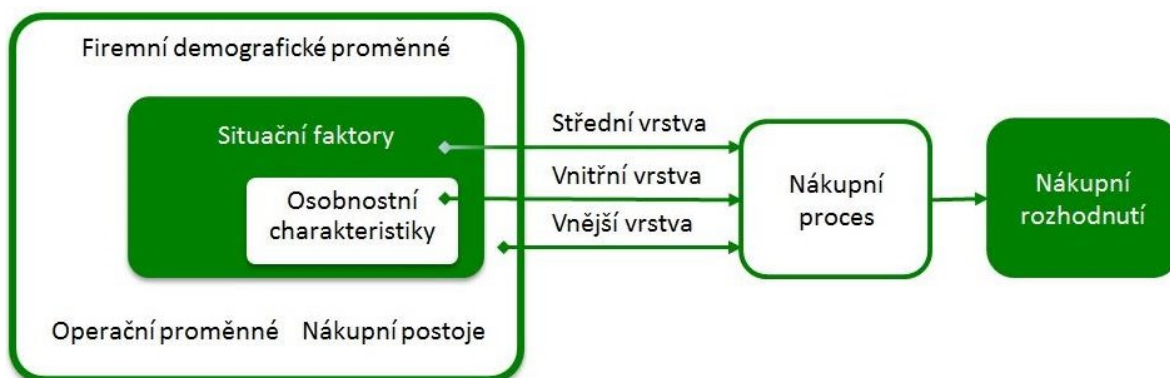 Firemní demografické proměnné
Situační faktory
Osobnostní
charakteristiky
Operační proměnné
Nákupní postoje
Střední vrstva
Vnitřní vrstva
Vnější vrstva
Nákupní
proces
Nákupní
rozhodnutí